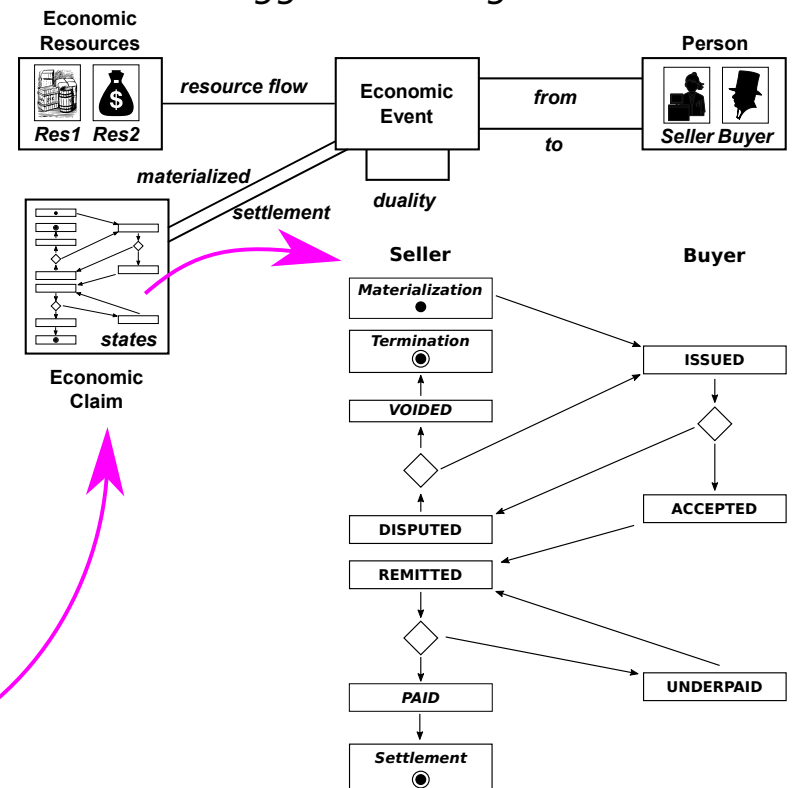 Economic
Resources
Person
resource flow
Economic
Event
from
to
$
Res1 Res2
Seller Buyer
materialized
settlement
duality
states
Economic
Claim
Seller
Buyer
Materialization
Termination
ISSUED
VOIDED
ACCEPTED
DISPUTED
REMITTED
UNDERPAID
PAID
Settlement